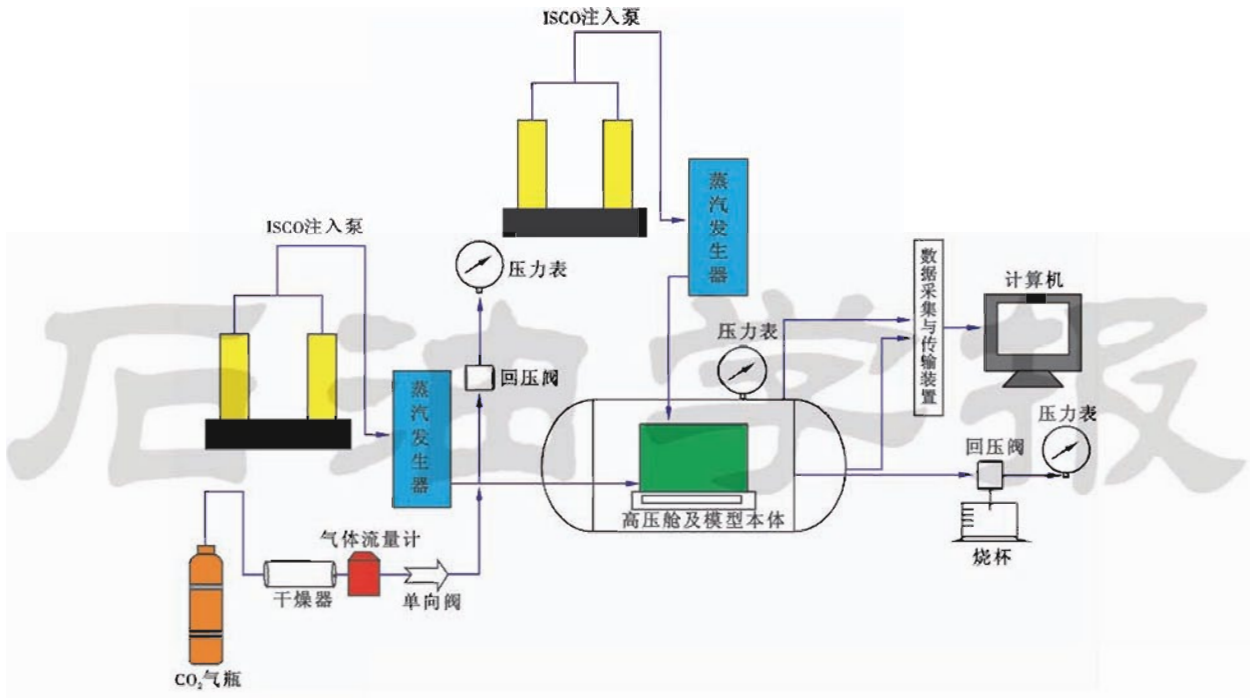 ISCO注入泵
蒸汽发生器
ISCO注入泵
压力表
数据采集与传输装置
计算机
压力表
回压阀
蒸汽发生器
压力表
回压阀
高压舱及模型本体
气体流量计
烧杯
干燥器
单向阀
CO₂气瓶
石油学报